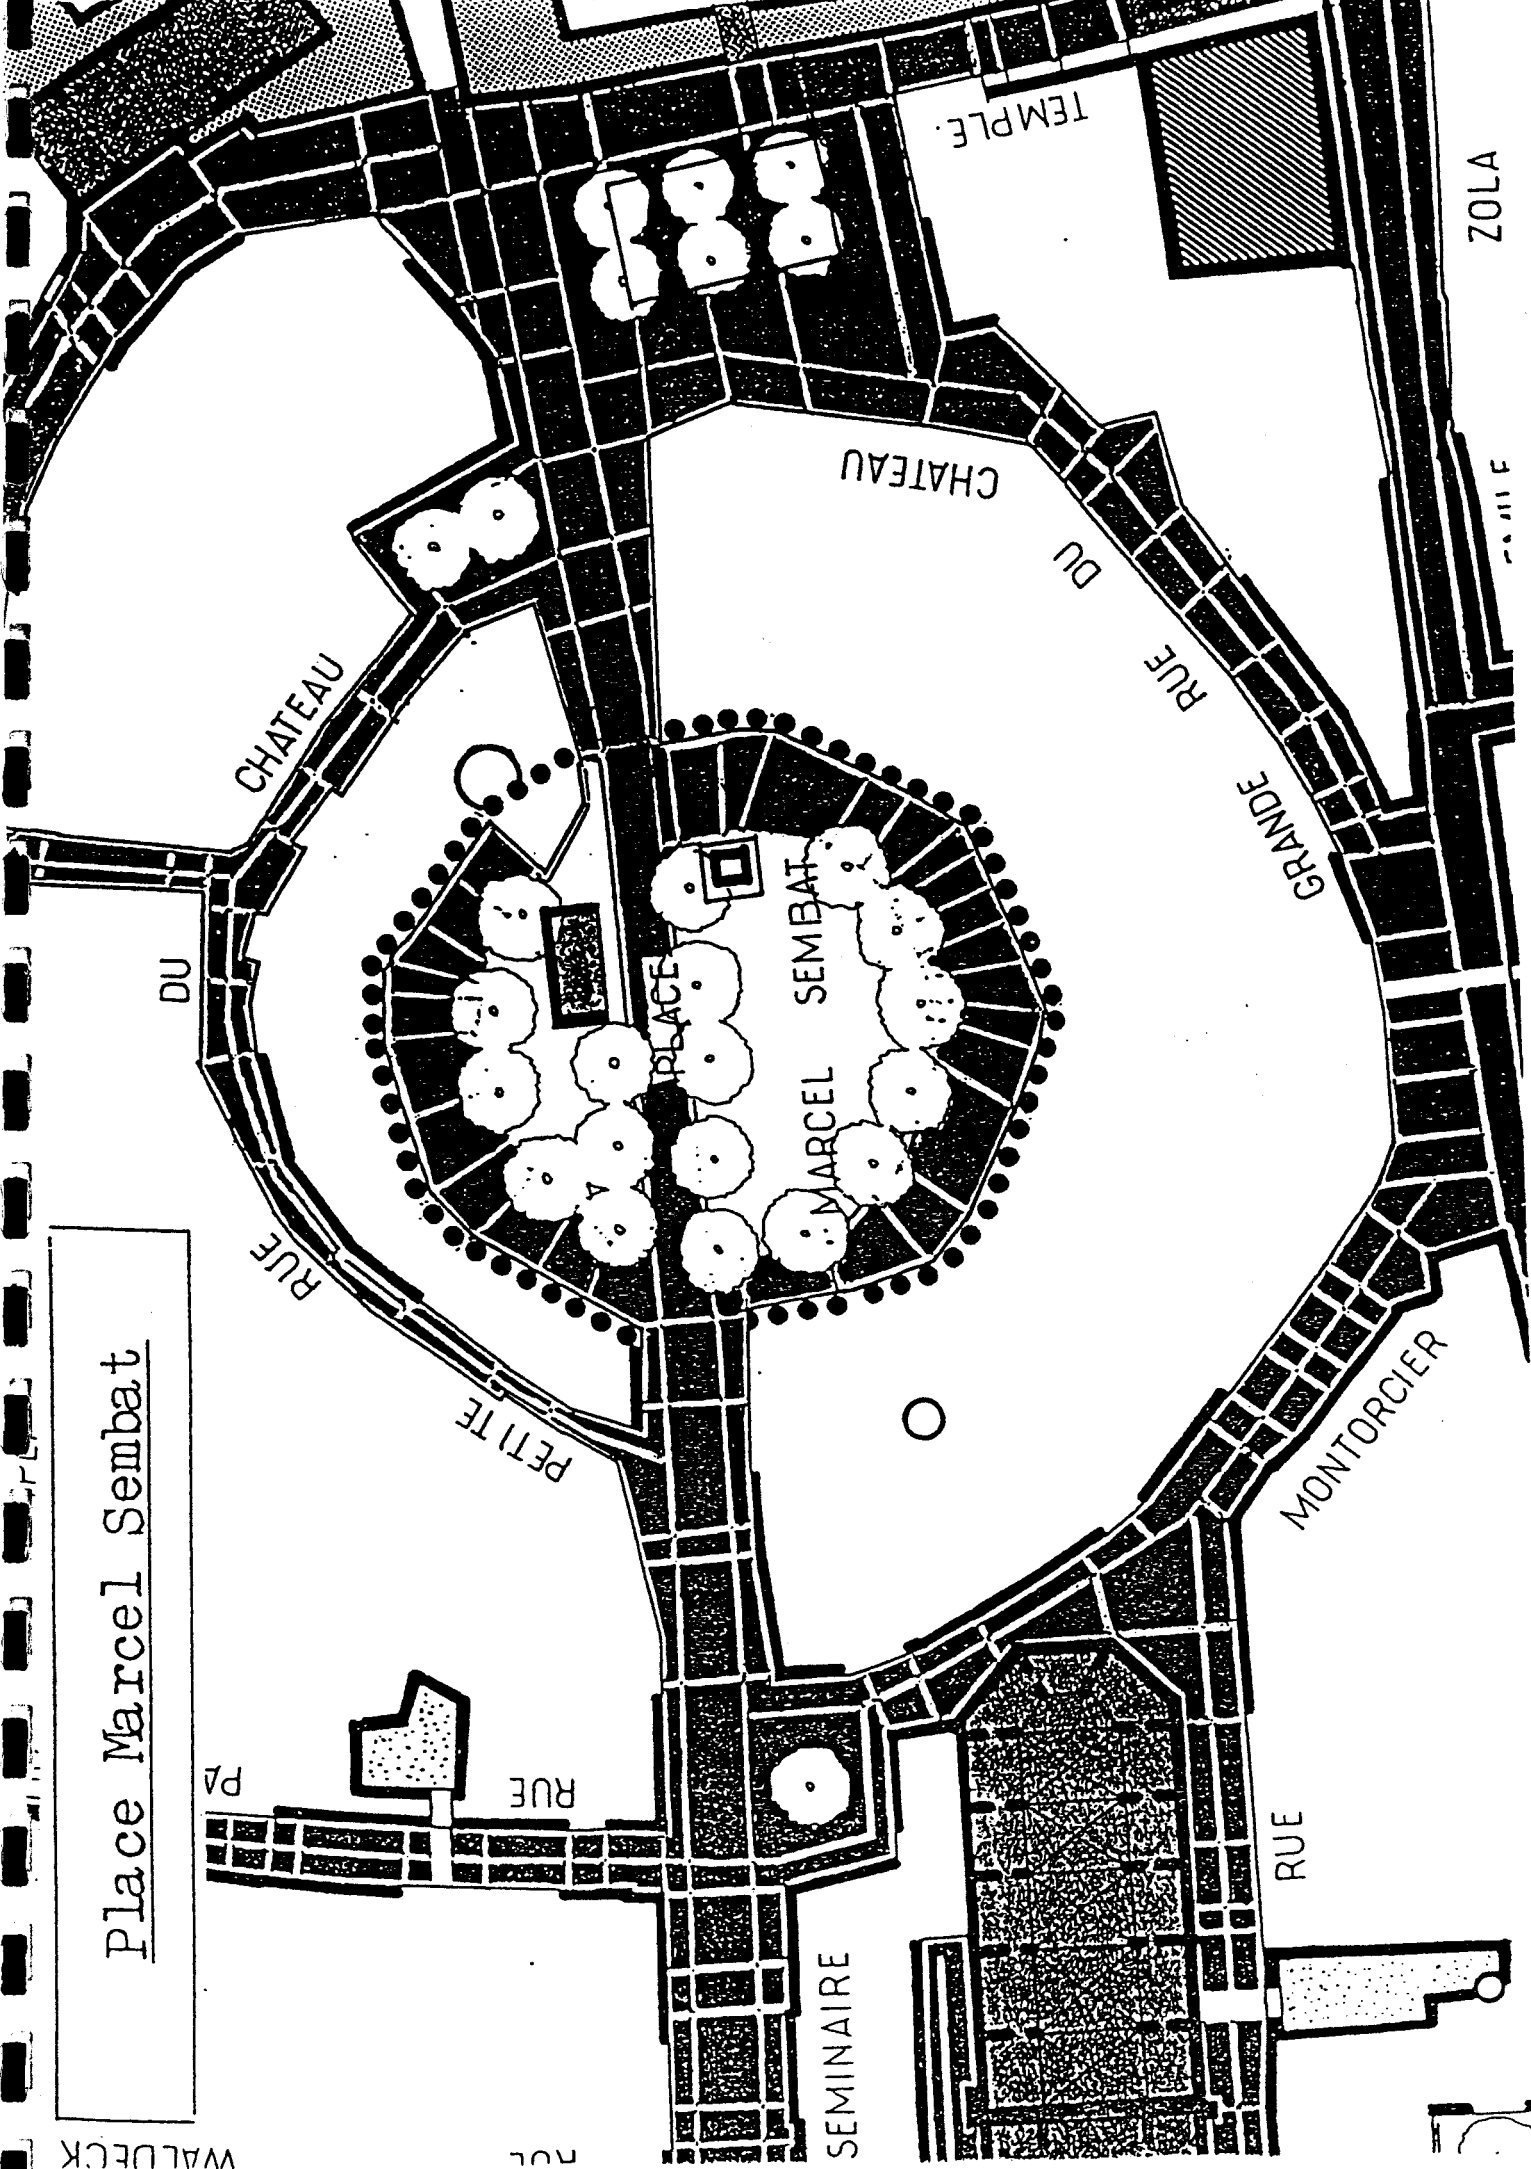 Place Marcel Sembat
TEMPLE.
ZOLA
CHATEAU
DU
RUE
GRANDE
CHATEAU
DU
RUE
PETITE
PLACE
MARCEL SEMBAT
MONTORCIER
RUE
RUE
PA
SEMINAIRE
WALDECK